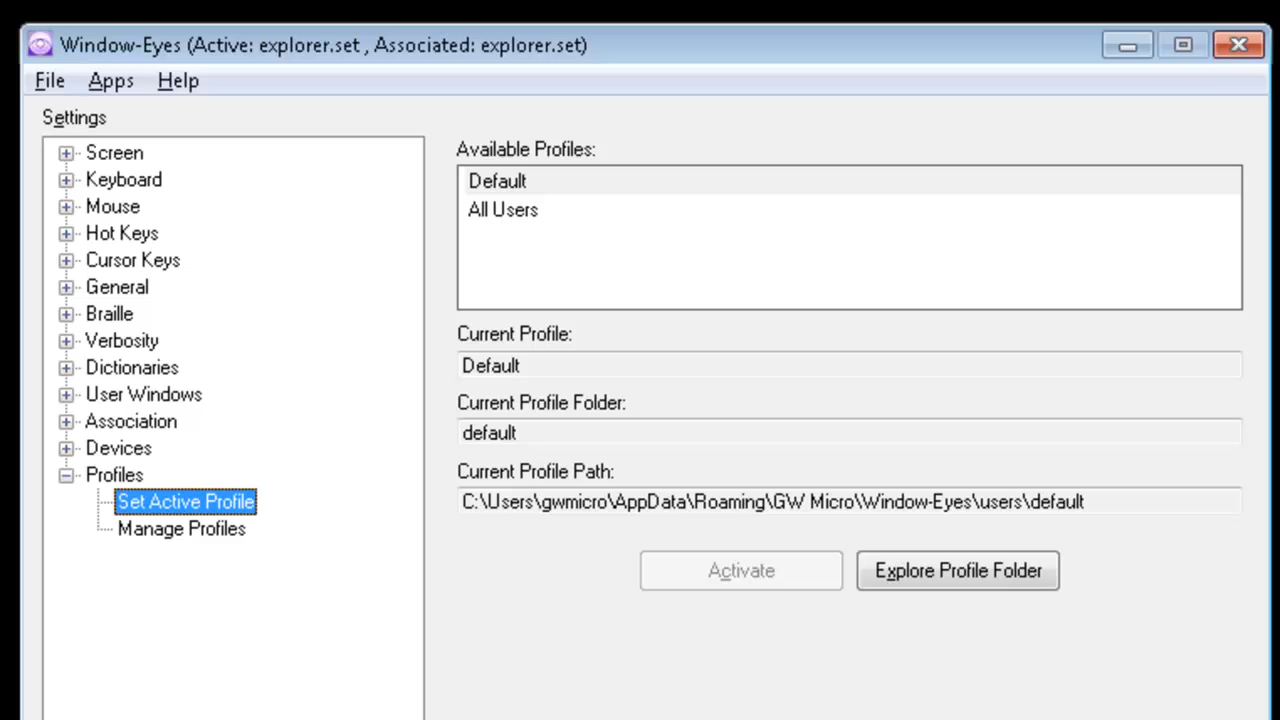 Window-Eyes (Active: explorer.set , Associated: explorer.set)
File Apps Help
Settings
Screen
Keyboard
Mouse
Hot Keys
Cursor Keys
General
Braille
Verbosity
Dictionaries
User Windows
Association
Devices
Profiles
Set Active Profile
Manage Profiles
Available Profiles:
Default
All Users
Current Profile:
Default
Current Profile Folder:
default
Current Profile Path:
C:\Users\gwmicro\AppData\Roaming\GW Micro\Window-Eyes\users\default
Activate Explore Profile Folder